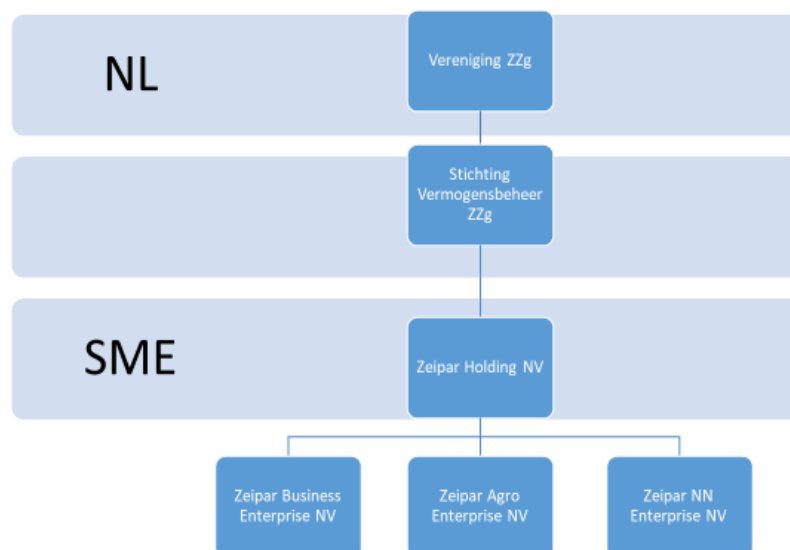 NL
Vereniging ZZg
Stichting
Vermogensbeheer
ZZg
SME
Zeipar Holding NV
Zeipar Business
Enterprise NV
Zeipar Agro
Enterprise NV
Zeipar NN
Enterprise NV